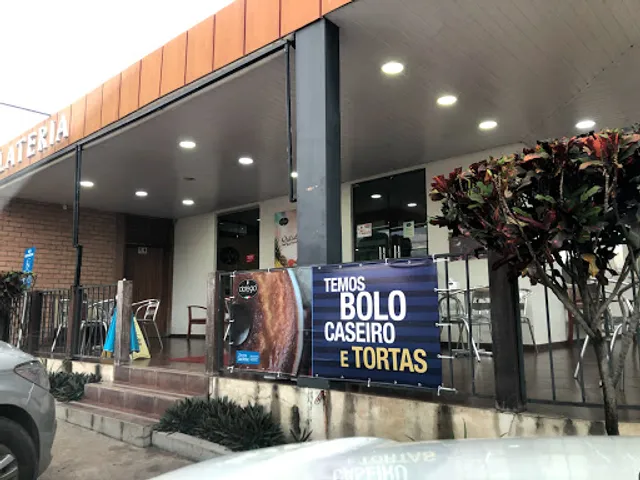 LATERIA
TEMOS
BOLO
CASEIRO
E TORTAS